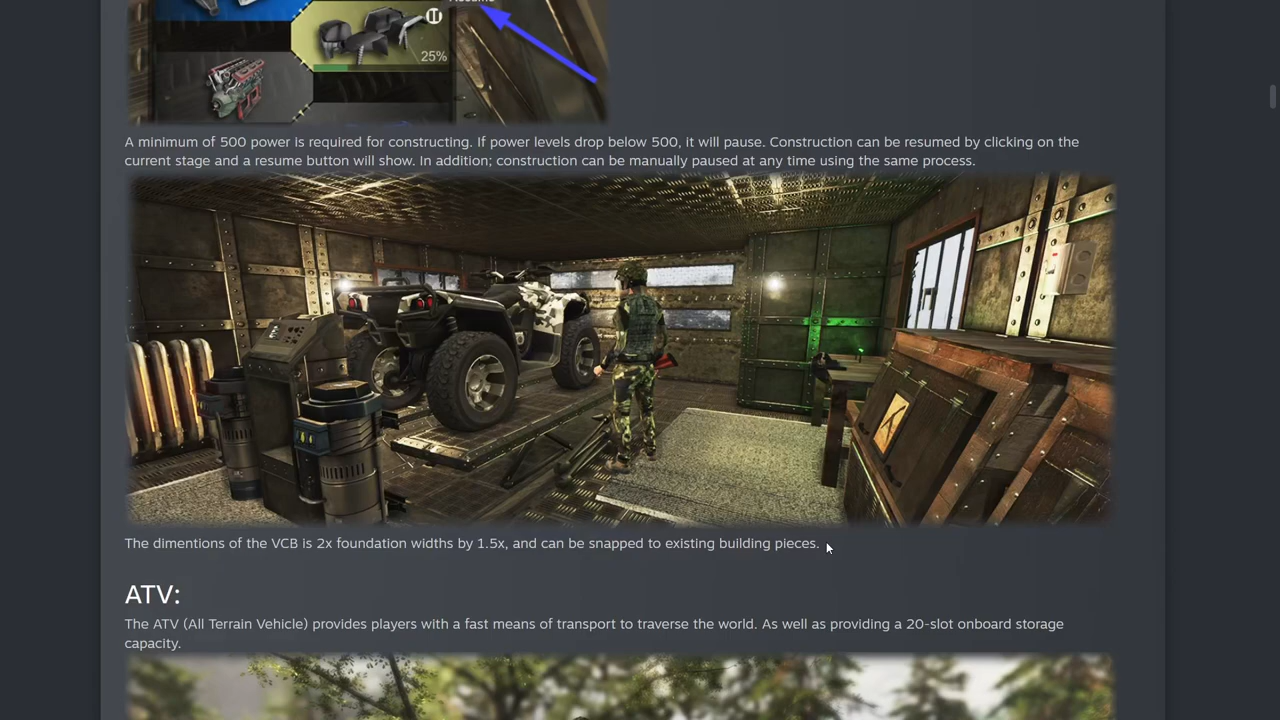 25%
A minimum of 500 power is required for constructing. If power levels drop below 500, it will pause. Construction can be resumed by clicking on the
current stage and a resume button will show. In addition; construction can be manually paused at any time using the same process.
The dimentions of the VCB is 2x foundation widths by 1.5x, and can be snapped to existing building pieces.
ATV:
The ATV (All Terrain Vehicle) provides players with a fast means of transport to traverse the world. As well as providing a 20-slot onboard storage
capacity.